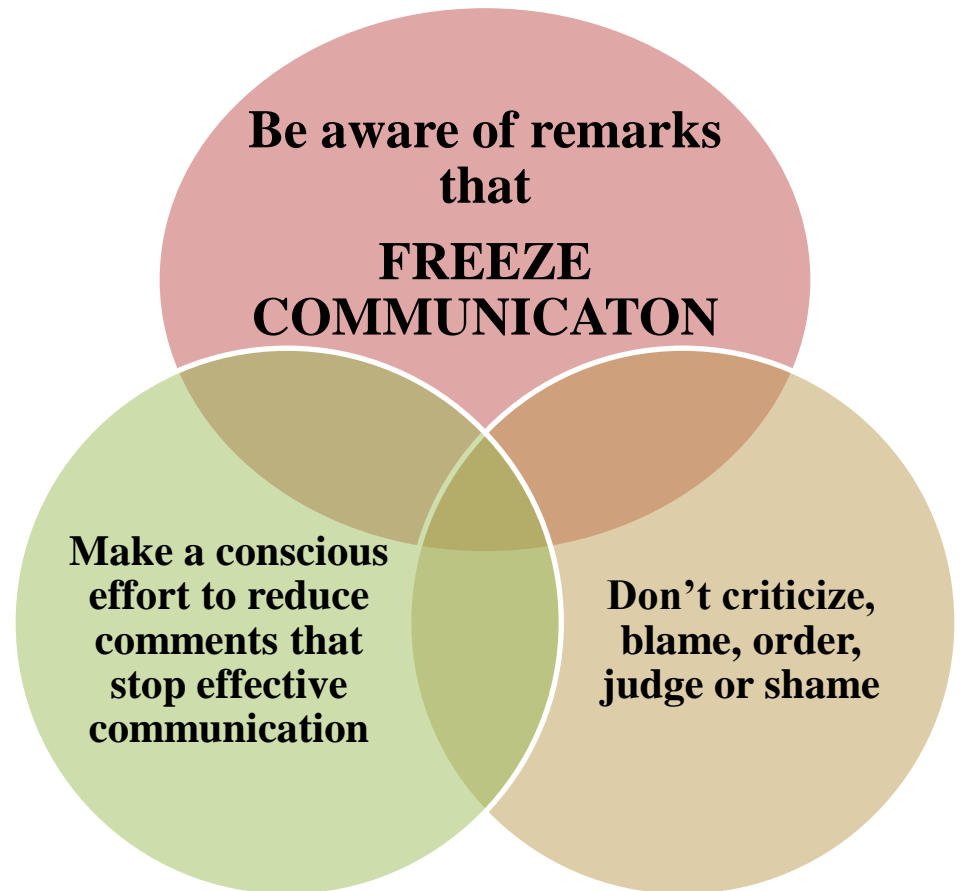 Be aware of remarks
that
FREEZE
COMMUNICATON
Make a conscious
effort to reduce
comments that
stop effective
communication
Don’t criticize,
blame, order,
judge or shame